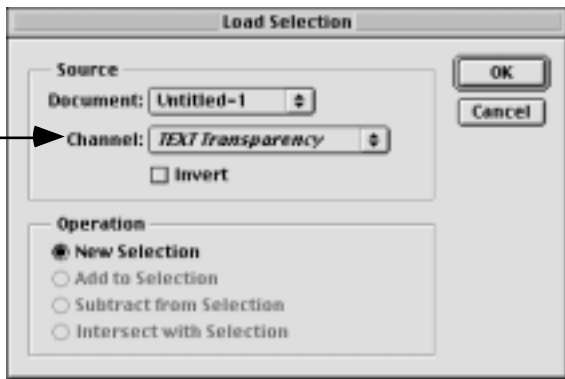 Load Selection
Source
Document: Untitled-1
Channel: TEXT Transparency
Invert
OK
Cancel
Operation
New Selection
Add to Selection
Subtract from Selection
Intersect with Selection